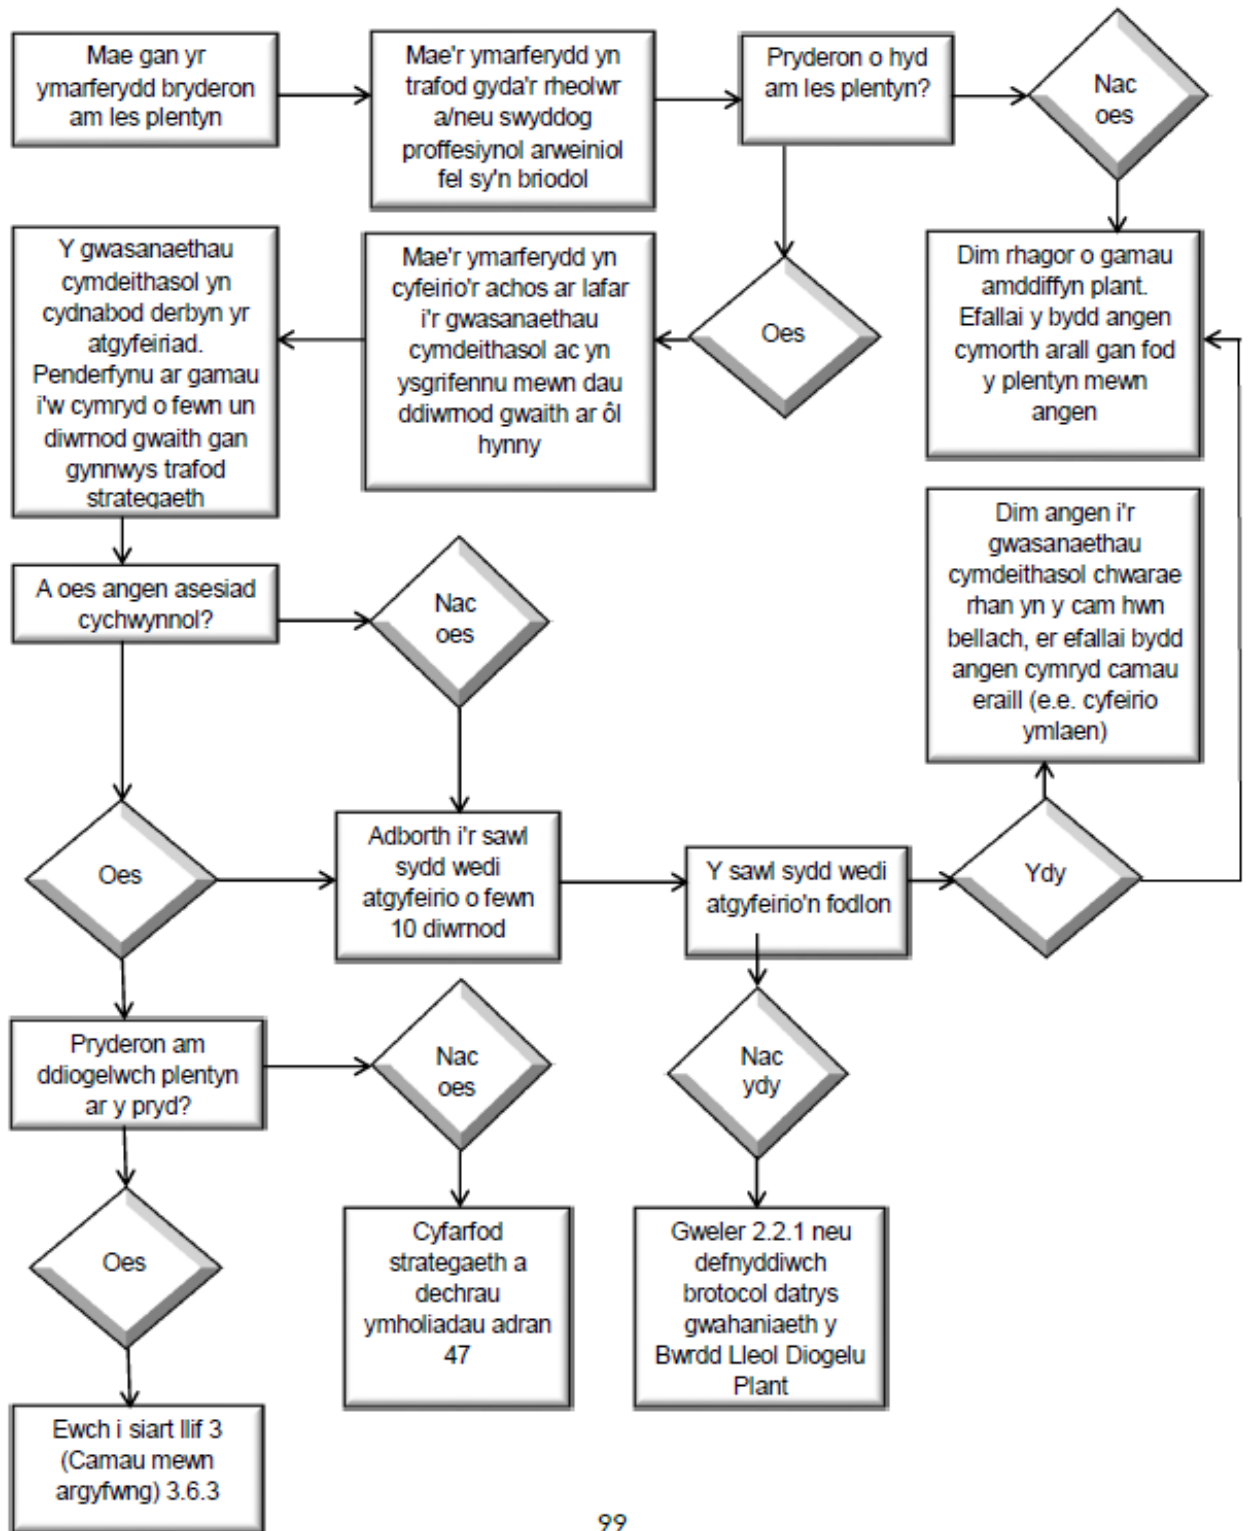 Mae gan yr
ymarferydd bryderon
am les plentyn
Mae'r ymarferydd yn
trafod gyda'r rheolwr
a/neu swyddog
proffesiynol arweiniol
fel sy'n briodol
Pryderon o hyd
am les plentyn?
Nac
oes
Y gwasanaethau
cymdeithasol yn
cydnabod derbyn yr
atgyfeiriad.
Penderfynu ar gamau
i'w cymryd o fewn un
diwrnod gwaith gan
gynnwys trafod
strategaeth
Mae'r ymarferydd yn
cyfeirio'r achos ar lafar
i'r gwasanaethau
cymdeithasol ac yn
ysgrifennu mewn dau
ddiwrnod gwaith ar ôl
hynny
Oes
Dim rhagor o gamau
amddiffyn plant.
Efallai y bydd angen
cymorth arall gan fod
y plentyn mewn
angen
A oes angen asesiad
cychwynnol?
Nac
oes
Dim angen i'r
gwasanaethau
cymdeithasol chwarae
rhan yn y cam hwn
bellach, er efallai bydd
angen cymryd camau
eraill (e.e. cyfeirio
ymlaen)
Oes
Adborth i'r sawl
sydd wedi
atgyfeirio o fewn
10 diwrnod
Y sawl sydd wedi
atgyfeirio'n fodlon
Ydy
Pryderon am
ddiogelwch plentyn
ar y pryd?
Nac
oes
Nac
ydy
Oes
Cyfarfod
strategaeth a
dechrau
ymholiadau adran
47
Gweler 2.2.1 neu
defnyddiwch
brotocol datrys
gwahaniaeth y
Bwrdd Lleol Diogelu
Plant
Ewch i siart llif 3
(Camau mewn
argyfwng) 3.6.3
99